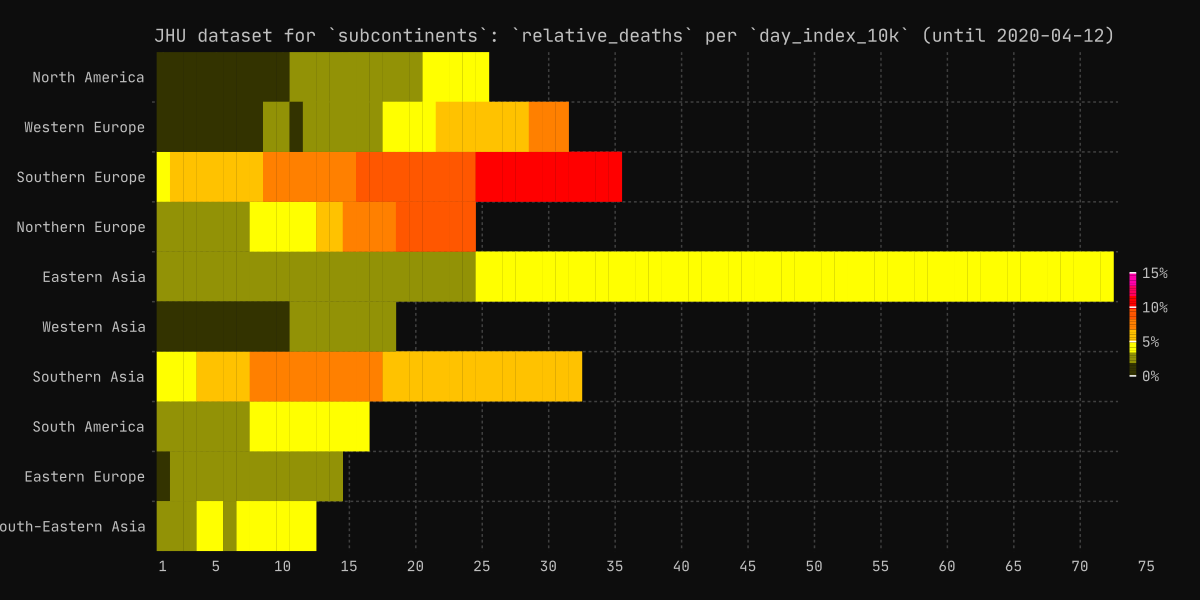 JHU dataset for `subcontinents`: `relative_deaths` per `day_index_10k` (until 2020-04-12)
North America
Western Europe
Southern Europe
Northern Europe
Eastern Asia
Western Asia
Southern Asia
South America
Eastern Europe
outh-Eastern Asia
15%
10%
5%
0%
1 5 10 15 20 25 30 35 40 45 50 55 60 65 70 75